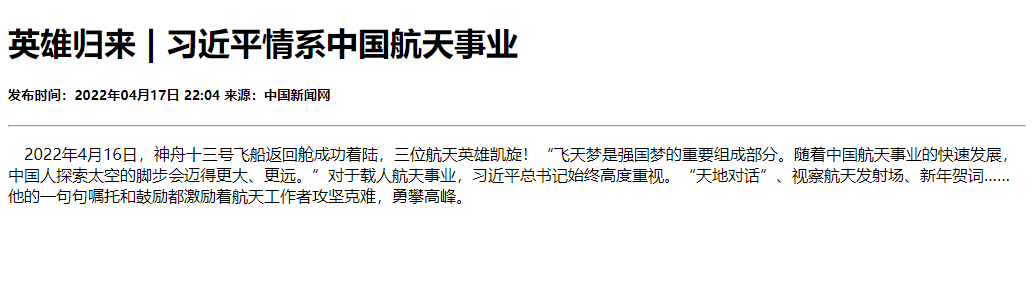 英雄归来 | 习近平情系中国航天事业
发布时间：2022年04月17日 22:04 来源：中国新闻网
2022年4月16日，神舟十三号飞船返回舱成功着陆，三位航天英雄凯旋！“飞天梦是强国梦的重要组成部分。随着中国航天事业的快速发展，
中国人探索太空的脚步会迈得更大、更远。”对于载人航天事业，习近平总书记始终高度重视。“天地对话”、视察航天发射场、新年贺词……
他的一句句嘱托和鼓励都激励着航天工作者攻坚克难，勇攀高峰。